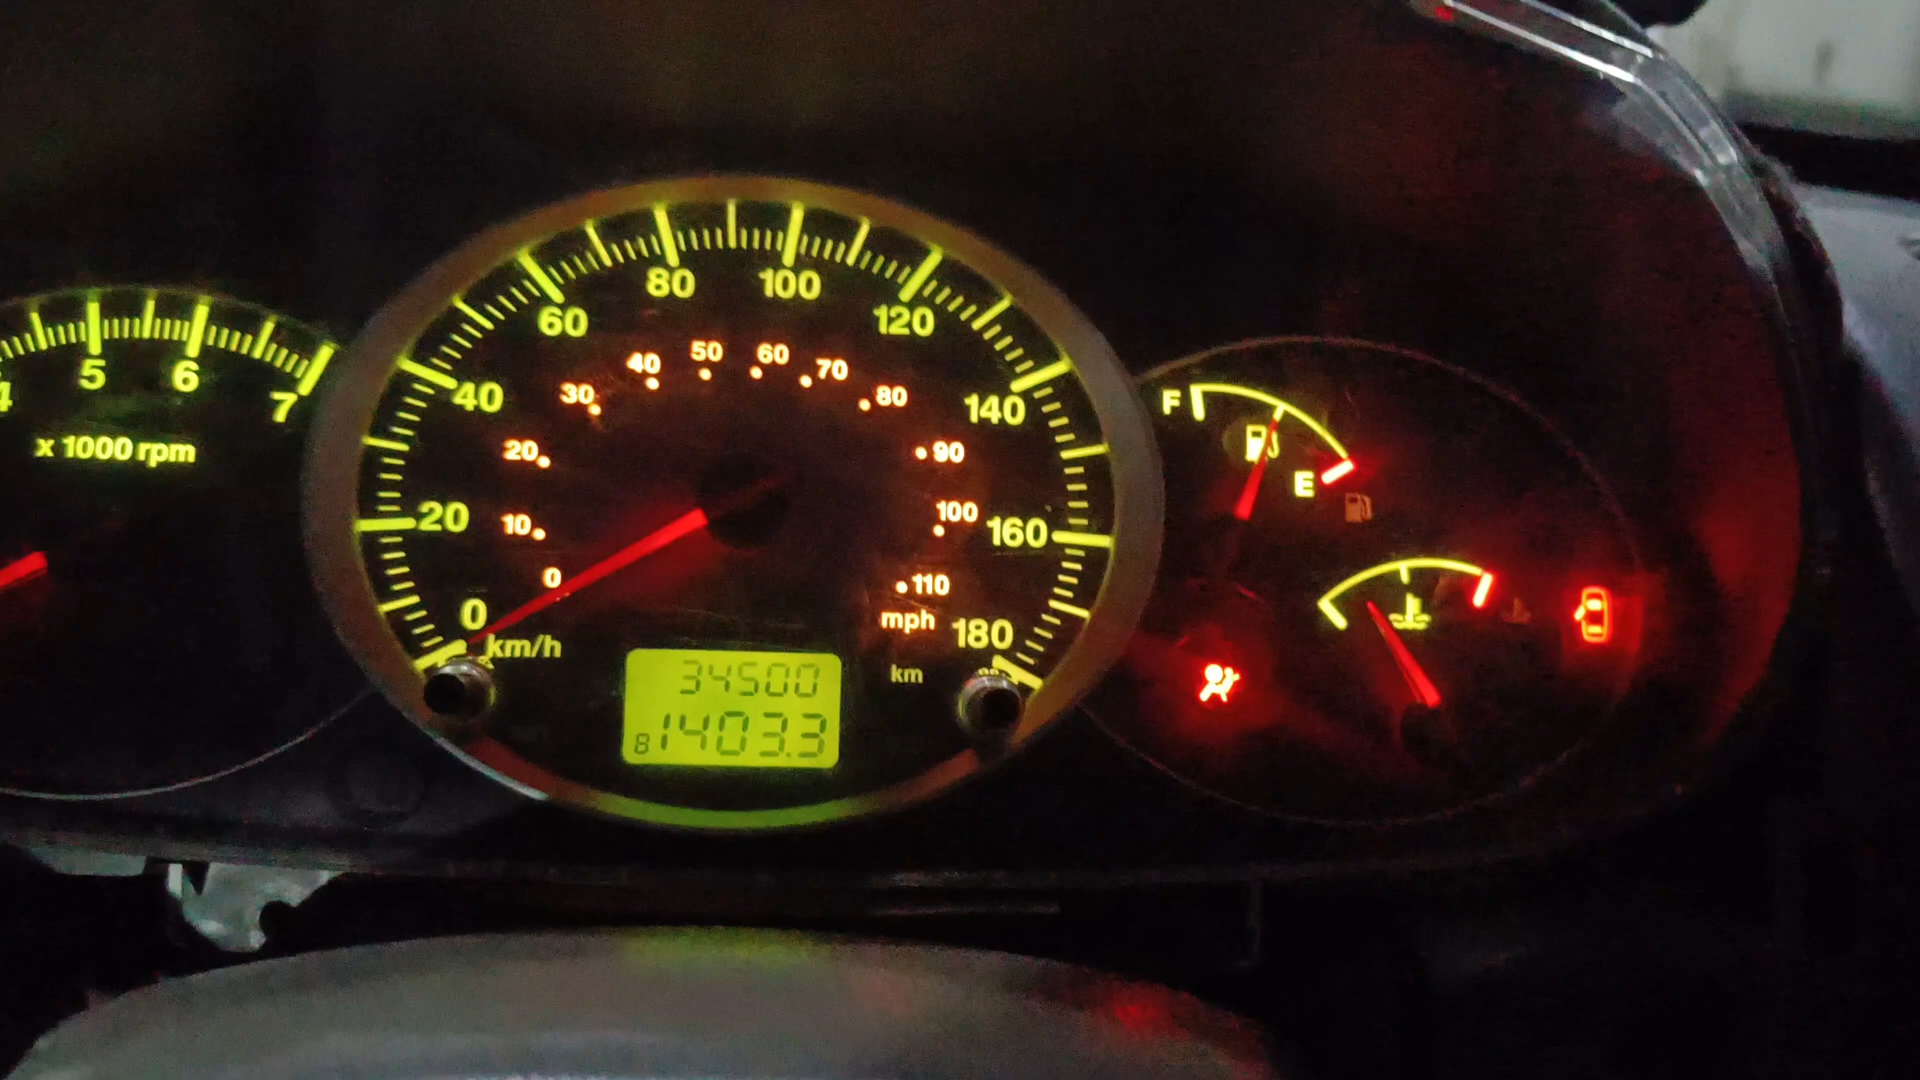 4 5 6 7
x 1000 rpm
0 20 40 60 80 100 120 140 160 180
km/h
0 10 20 30 40 50 60 70 80 90 100 110
mph
km
34500
B 1403.3
F
E